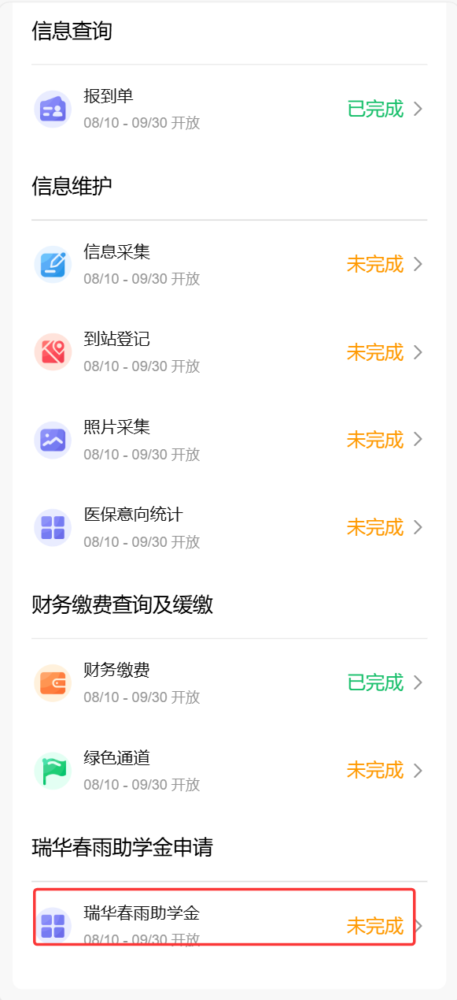 信息查询
报到单
已完成
08/10 - 09/30 开放
信息维护
信息采集
未完成
08/10 - 09/30 开放
到站登记
未完成
08/10 - 09/30 开放
照片采集
未完成
08/10 - 09/30 开放
医保意向统计
未完成
08/10 - 09/30 开放
财务缴费查询及缓缴
财务缴费
已完成
08/10 - 09/30 开放
绿色通道
未完成
08/10 - 09/30 开放
瑞华春雨助学金申请
瑞华春雨助学金
未完成
08/10 - 09/30 开放